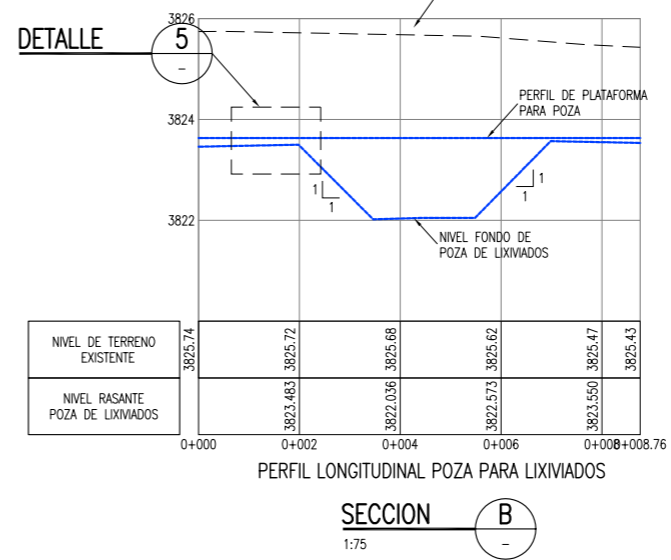 3826
DETALLE
5
-
3824
PERFIL DE PLATAFORMA
PARA POZA
1
1
1
1
3822
NIVEL FONDO DE
POZA DE LIXIVIADOS
NIVEL DE TERRENO
EXISTENTE
3825.74
3825.72
3825.68
3825.62
3825.47
3825.43
NIVEL RASANTE
POZA DE LIXIVIADOS
3823.483
3822.036
3822.573
3823.550
0+000
0+002
0+004
0+006
0+008
0+008.76
PERFIL LONGITUDINAL POZA PARA LIXIVIADOS
SECCION
B
1:75
-